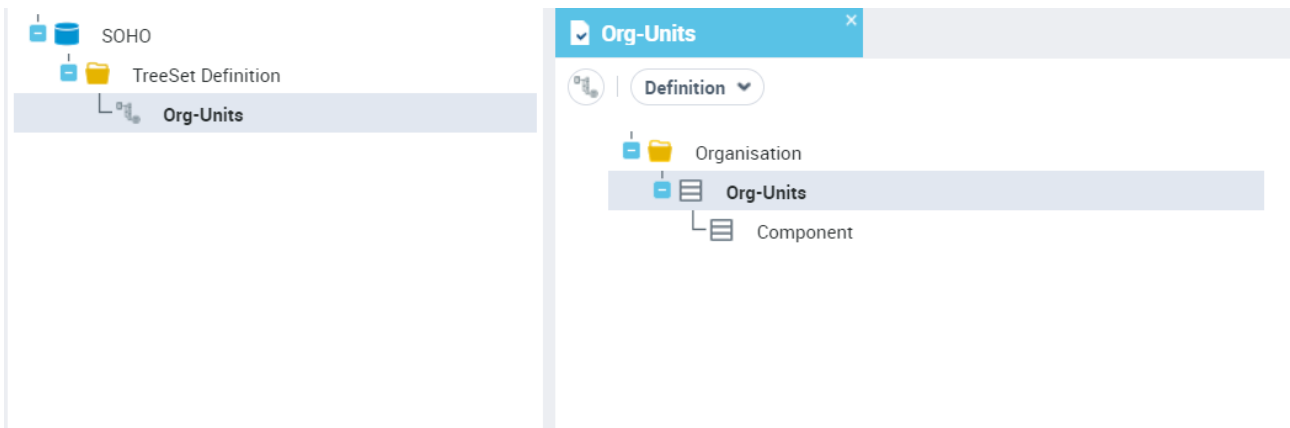 SOHO
TreeSet Definition
Org-Units
Org-Units
Definition
Organisation
Org-Units
Component